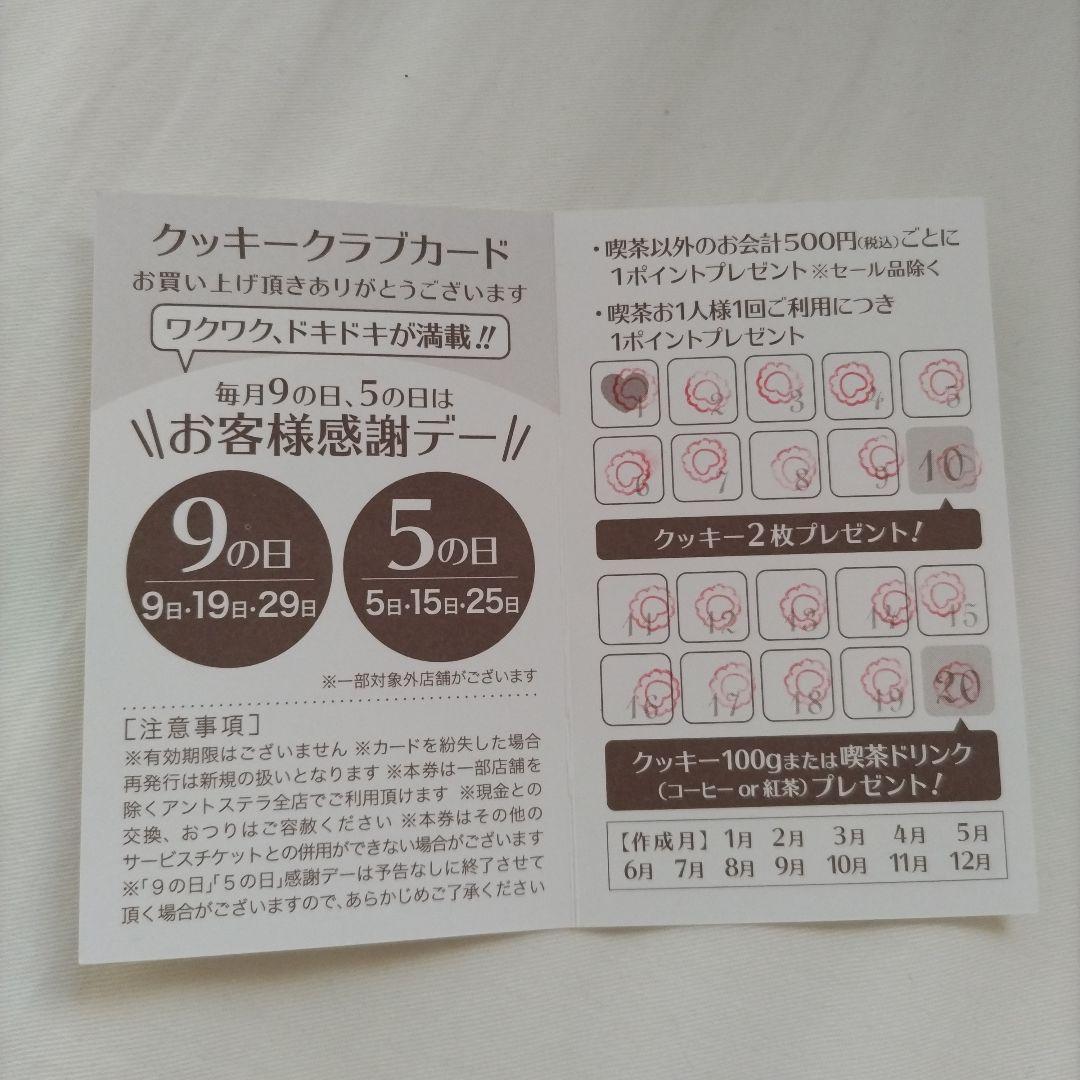 クッキークラブカード
お買い上げ頂きありがとうございます
ワクワク、ドキドキが満載!!
毎月9の日、5の日は
お客様感謝デー
9の日
9日・19日・29日
5の日
5日・15日・25日
※一部対象外店舗がございます
［注意事項］
※有効期限はございません ※カードを紛失した場合
再発行は新規の扱いとなります ※本券は一部店舗を
除くアントステラ全店でご利用頂けます ※現金との
交換、おつりはご容赦ください ※本券はその他の
サービスチケットとの併用ができない場合がございます
※「9の日」「5の日」感謝デーは予告なしに終了させて
頂く場合がございますので、あらかじめご了承ください
・喫茶以外のお会計500円(税込)ごとに
1ポイントプレゼント ※セール品除く
・喫茶お1人様1回ご利用につき
1ポイントプレゼント
1 2 3 4 5
6 7 8 9 10
クッキー2枚プレゼント!
11 12 13 14 15
16 17 18 19 20
クッキー100gまたは喫茶ドリンク
(コーヒー or 紅茶) プレゼント!
【作成月】 1月 2月 3月 4月 5月
6月 7月 8月 9月 10月 11月 12月